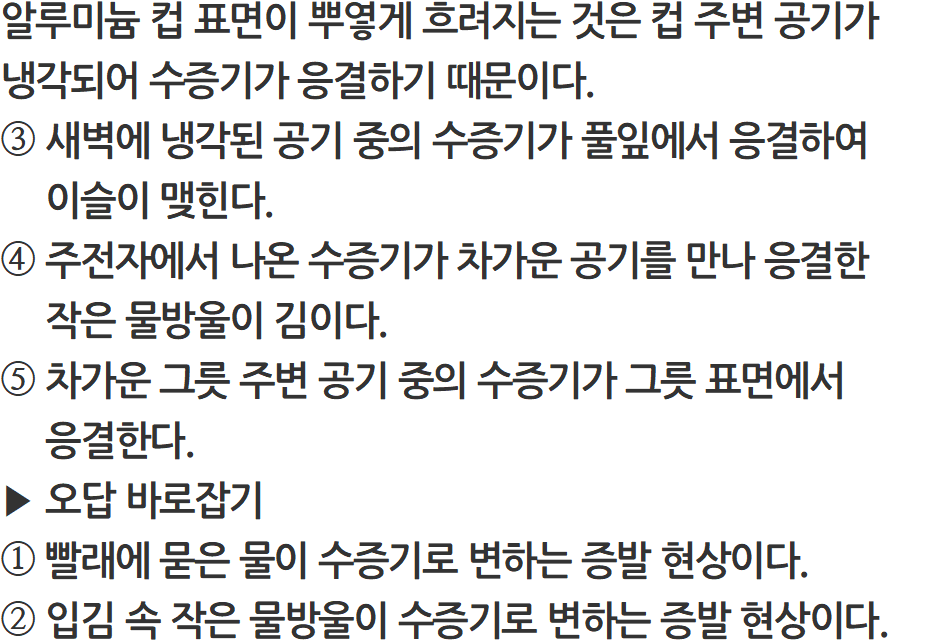 알루미늄 컵 표면이 뿌옇게 흐려지는 것은 컵 주변 공기가
냉각되어 수증기가 응결하기 때문이다.
③ 새벽에 냉각된 공기 중의 수증기가 풀잎에서 응결하여
이슬이 맺힌다.
④ 주전자에서 나온 수증기가 차가운 공기를 만나 응결한
작은 물방울이 김이다.
⑤ 차가운 그릇 주변 공기 중의 수증기가 그릇 표면에서
응결한다.
▶ 오답 바로잡기
① 빨래에 묻은 물이 수증기로 변하는 증발 현상이다.
② 입김 속 작은 물방울이 수증기로 변하는 증발 현상이다.